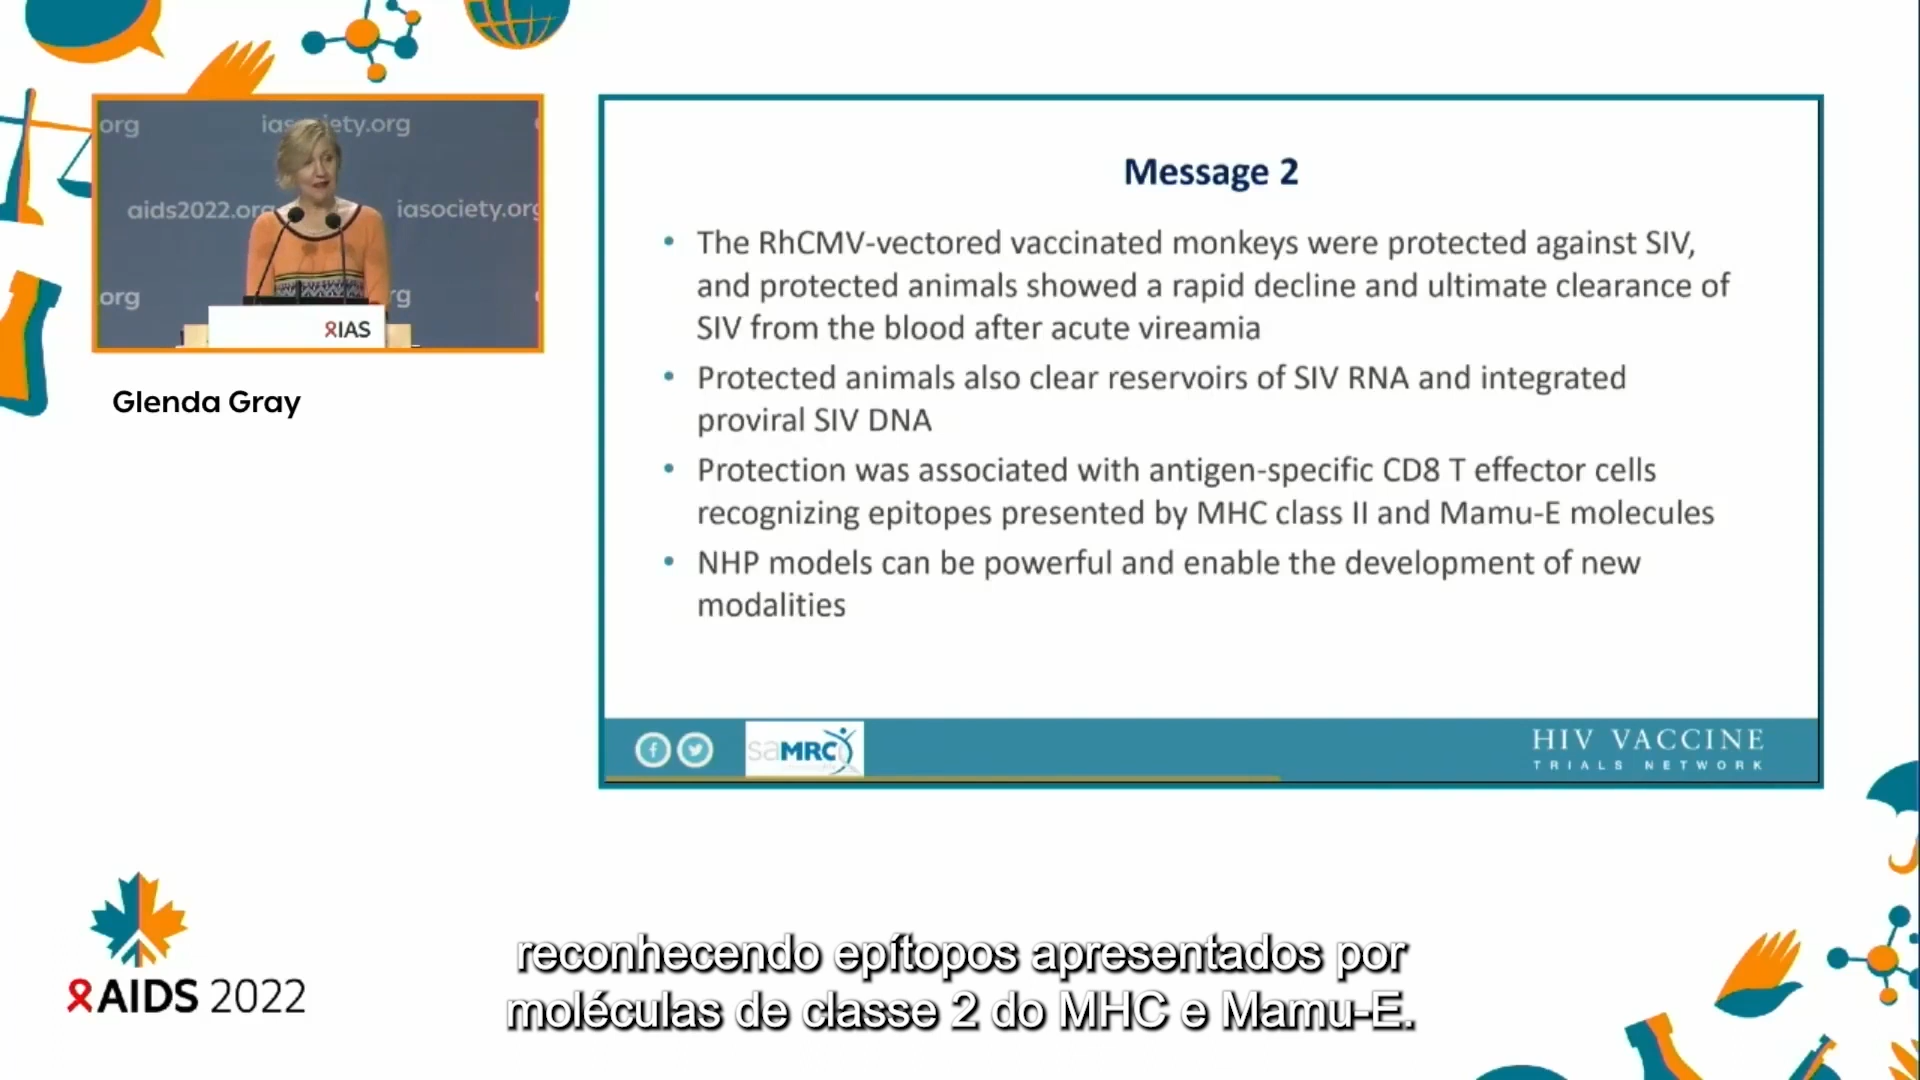 org
iasociety.org
aids2022.org
iasociety.org
org
rg
IAS
Glenda Gray
Message 2
• The RhCMV-vectored vaccinated monkeys were protected against SIV,
and protected animals showed a rapid decline and ultimate clearance of
SIV from the blood after acute vireamia
• Protected animals also clear reservoirs of SIV RNA and integrated
proviral SIV DNA
• Protection was associated with antigen-specific CD8 T effector cells
recognizing epitopes presented by MHC class II and Mamu-E molecules
• NHP models can be powerful and enable the development of new
modalities
saMRC
HIV VACCINE
TRIALS NETWORK
AIDS 2022
reconhecendo epítopos apresentados por
moléculas de classe 2 do MHC e Mamu-E.